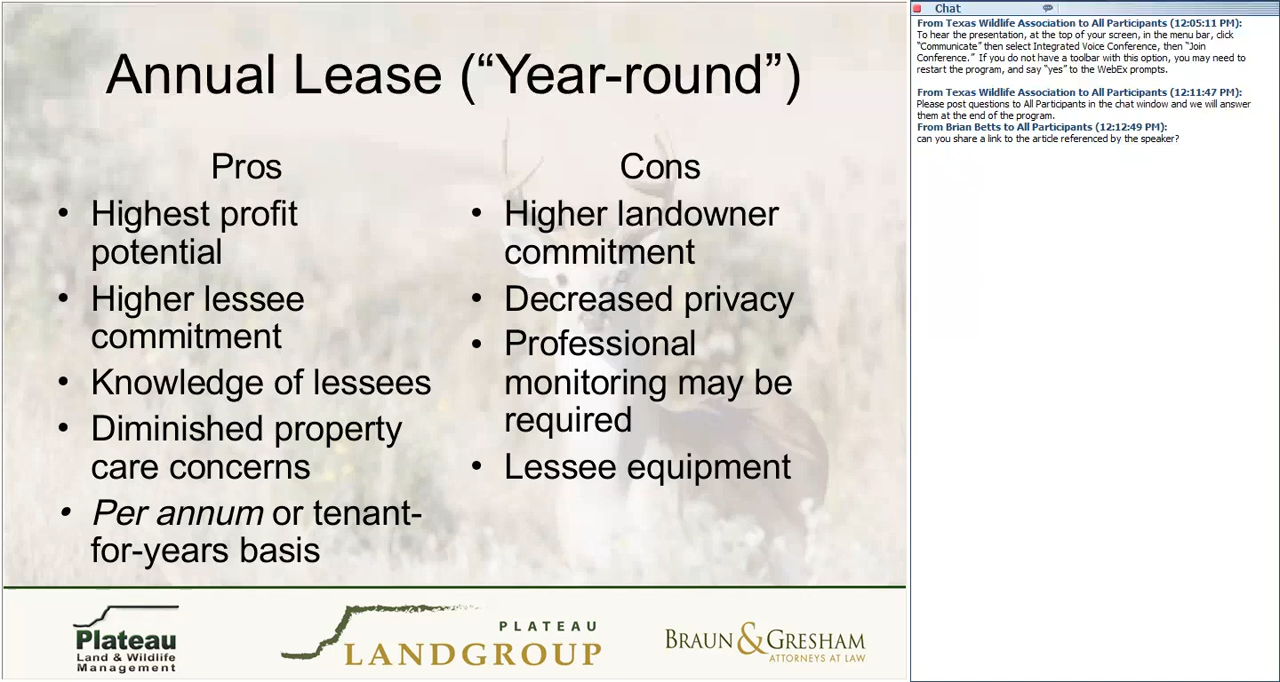 Annual Lease (“Year-round”)
Pros
• Highest profit
potential
• Higher lessee
commitment
• Knowledge of lessees
• Diminished property
care concerns
• Per annum or tenant-
for-years basis
Cons
• Higher landowner
commitment
• Decreased privacy
• Professional
monitoring may be
required
• Lessee equipment
Plateau
Land & Wildlife
Management
PLATEAU
LANDGROUP
BRAUN & GRESHAM
ATTORNEYS AT LAW
Chat
From Texas Wildlife Association to All Participants (12:05:11 PM):
To hear the presentation, at the top of your screen, in the menu bar, click
“Communicate” then select Integrated Voice Conference, then “Join
Conference.” If you do not have a toolbar with this option, you may need to
restart the program, and say “yes” to the WebEx prompts.
From Texas Wildlife Association to All Participants (12:11:47 PM):
Please post questions to All Participants in the chat window and we will answer
them at the end of the program.
From Brian Betts to All Participants (12:12:49 PM):
can you share a link to the article referenced by the speaker?